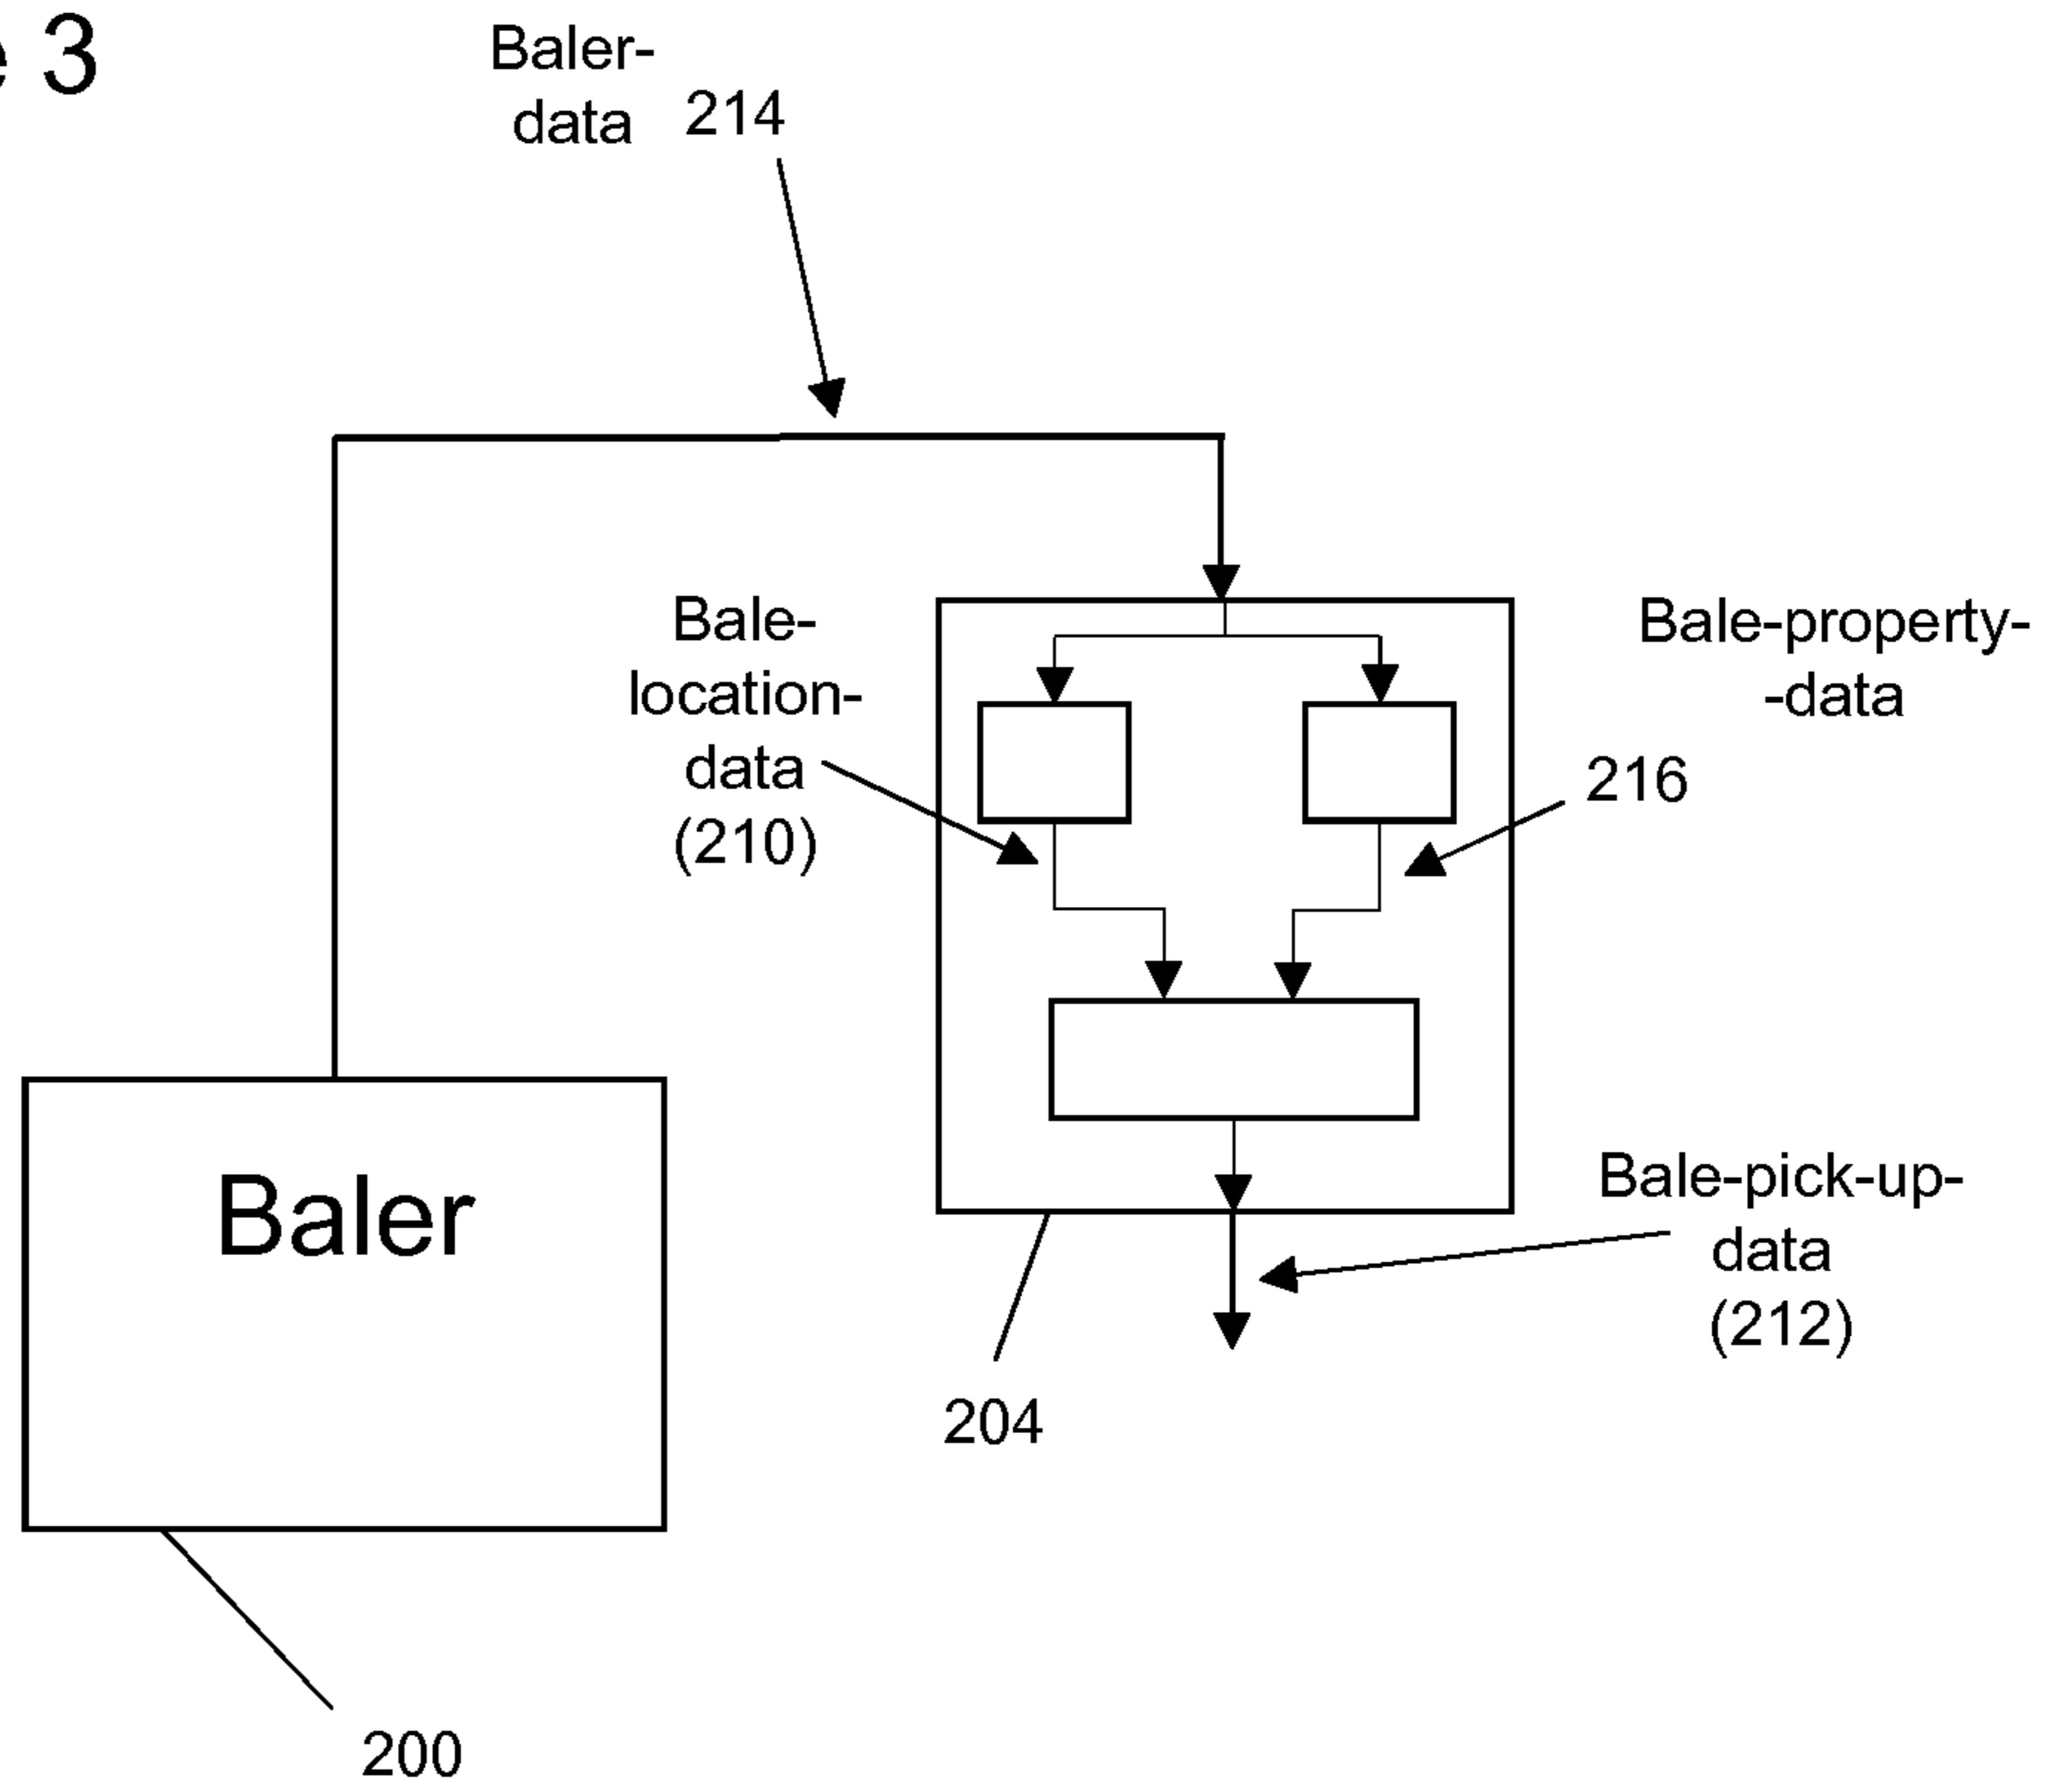 e 3
Baler-
data 214
Bale-
location-
data
(210)
Bale-property-
-data
216
Baler
Bale-pick-up-
data
(212)
204
200